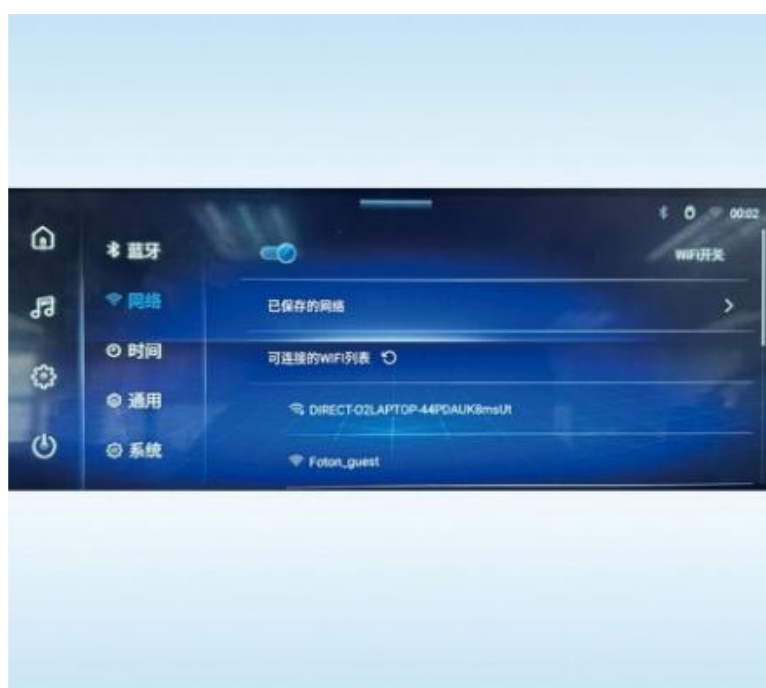 00:02
蓝牙
WiFi开关
网络
已保存的网络
时间
可连接的WIFI列表
通用
DIRECT-O2LAPTOP-44PDAUK8msUt
系统
Foton_guest